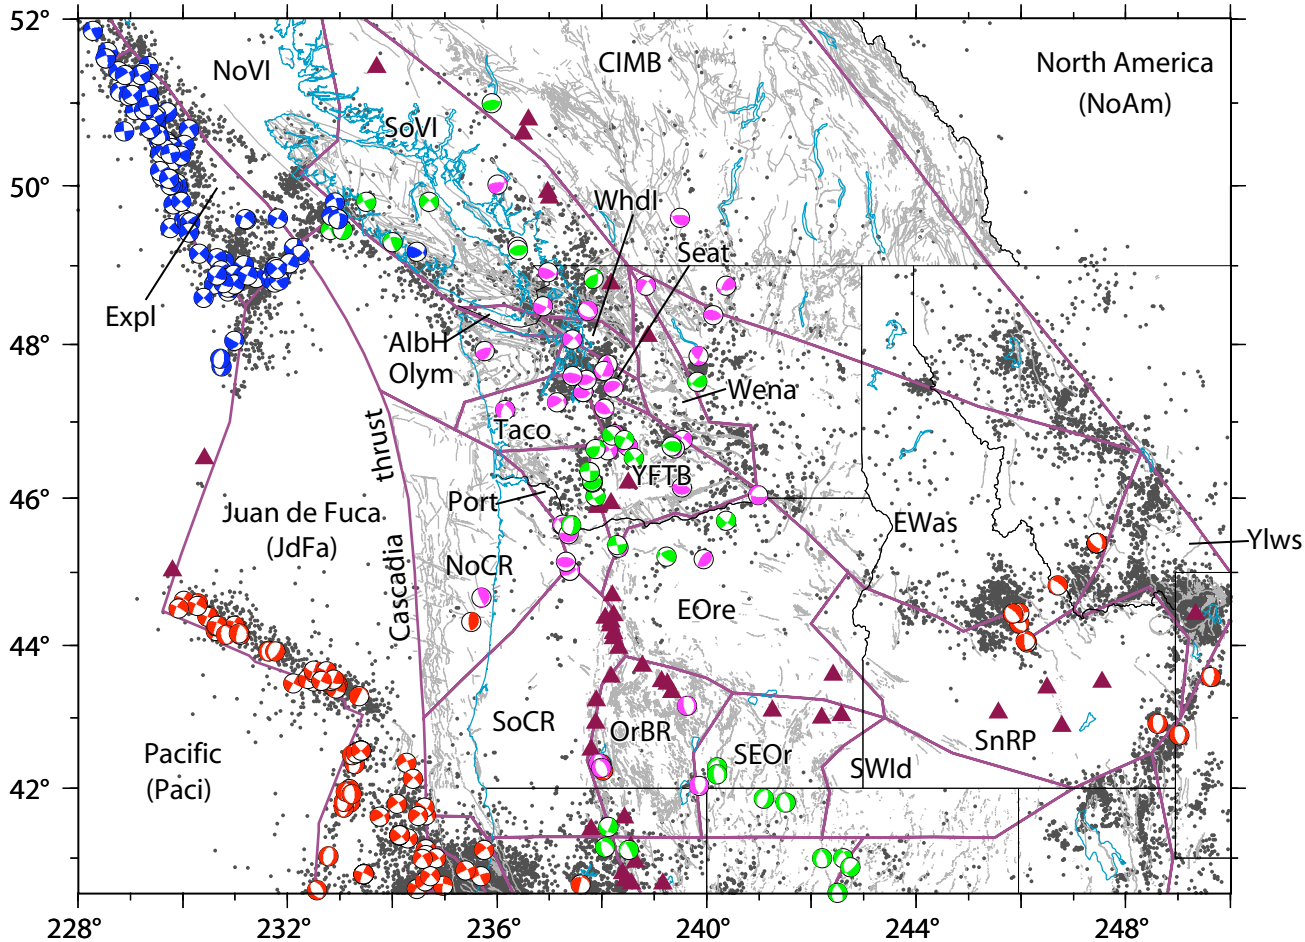 52°
NoVI
CIMB
North America
(NoAm)
SoVI
50°
Whdl
Seat
Expl
48°
AlbH
Olym
Wena
thrust
Taco
YFTB
46°
Port
Juan de Fuca
(JdFa)
EWas
Ylws
Cascadia
NoCR
EOre
44°
SoCR
OrBR
SEOr
SWId
SnRP
Pacific
(Paci)
42°
228°
232°
236°
240°
244°
248°